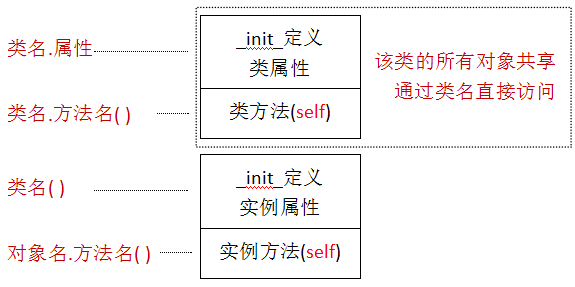 类名.属性
_init_定义
类属性
该类的所有对象共享
通过类名直接访问
类名.方法名( )
类方法(self)
类名( )
_init_定义
实例属性
对象名.方法名( )
实例方法(self)